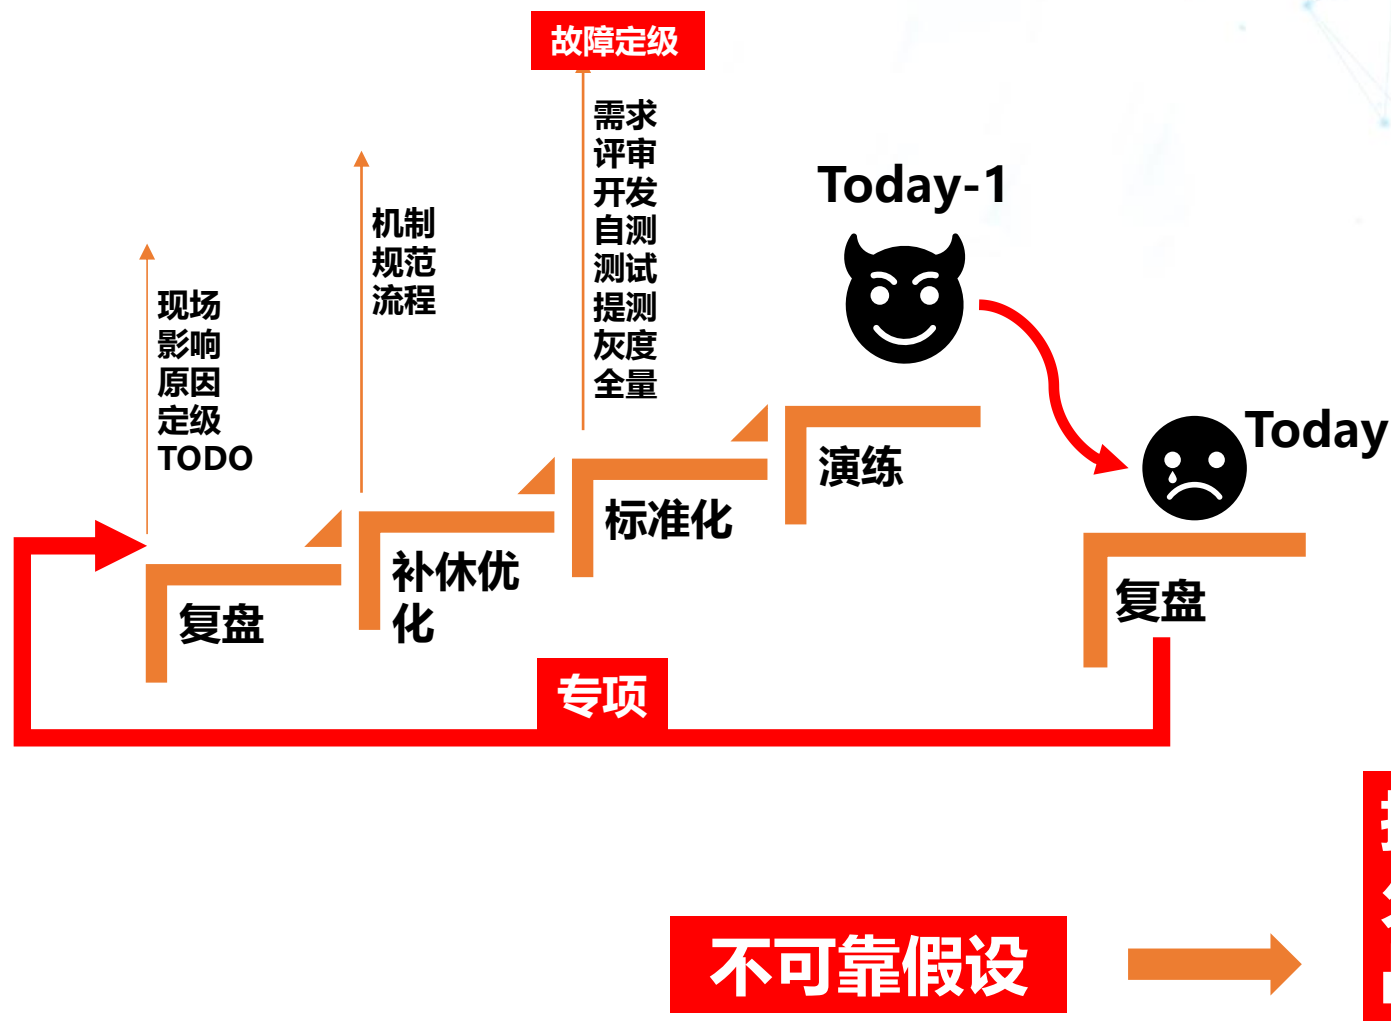 故障定级
需求
评审
开发
自测
测试
提测
灰度
全量
Today-1
机制
规范
流程
现场
影响
原因
定级
TODO
Today
演练
标准化
补休优
化
复盘
复盘
专项
不可靠假设